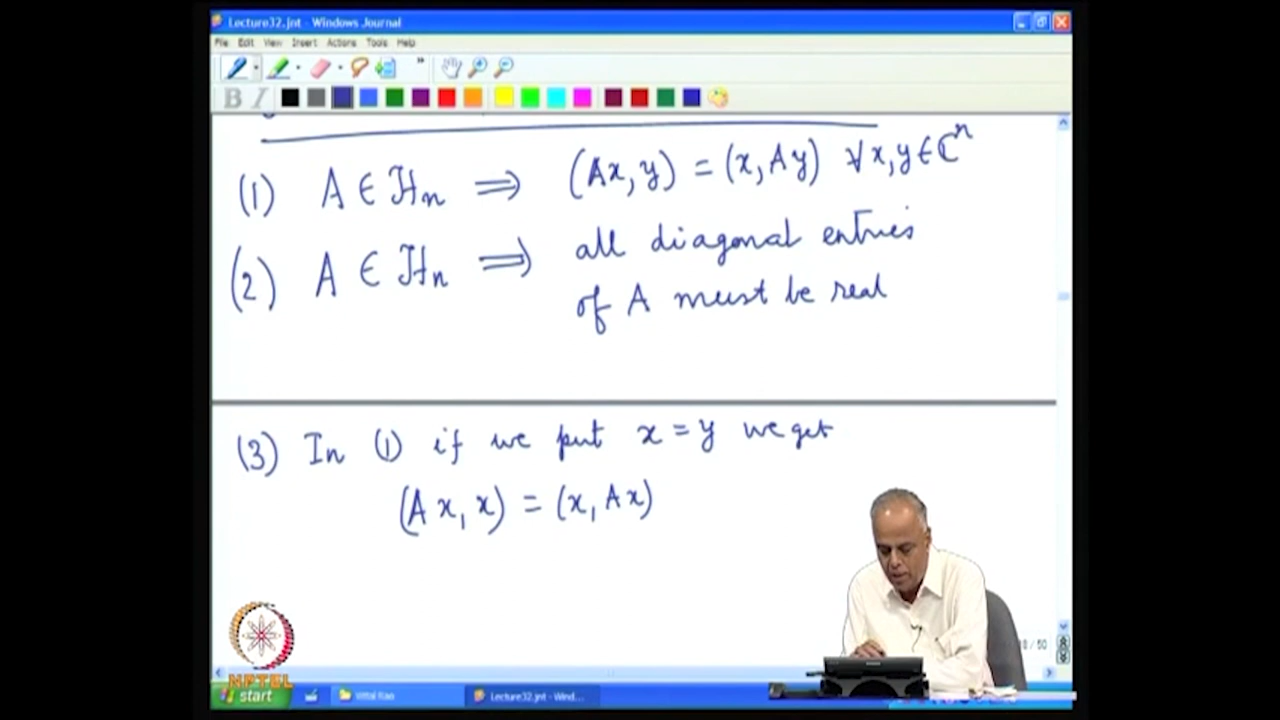 Lecture32.jnt - Windows Journal
File Edit View Insert Actions Tools Help
B I
(1) A ∈ ℋn ⟹ (Ax, y) = (x, Ay) ∀x, y ∈ ℂⁿ
(2) A ∈ ℋn ⟹ all diagonal entries
of A must be real
(3) In (1) if we put x = y we get
(Ax, x) = (x, Ax)
NPTEL
start
Lecture32.jnt - Wind...